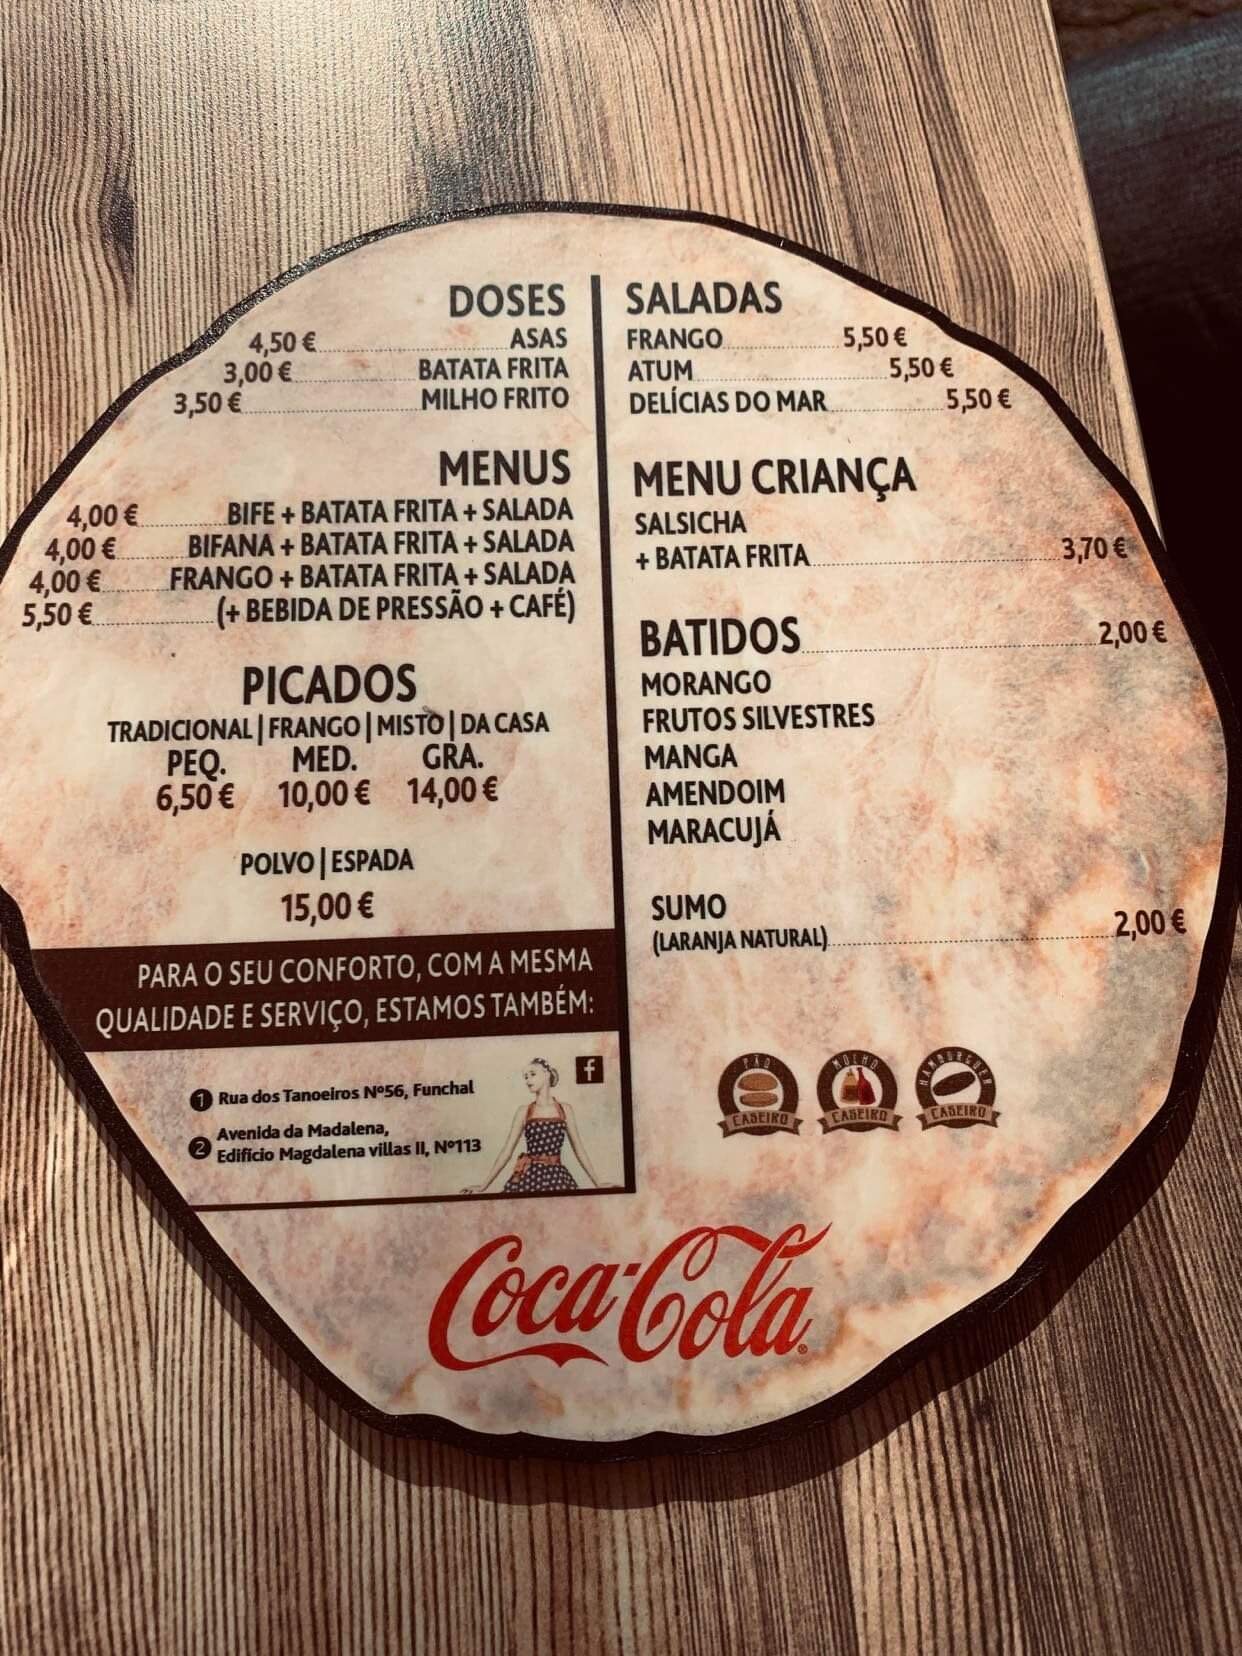 DOSES
4,50 € ASAS
3,00 € BATATA FRITA
3,50 € MILHO FRITO
MENUS
4,00 € BIFE + BATATA FRITA + SALADA
4,00 € BIFANA + BATATA FRITA + SALADA
4,00 € FRANGO + BATATA FRITA + SALADA
5,50 € (+ BEBIDA DE PRESSÃO + CAFÉ)
PICADOS
TRADICIONAL | FRANGO | MISTO | DA CASA
PEQ. MED. GRA.
6,50 € 10,00 € 14,00 €
POLVO | ESPADA
15,00 €
PARA O SEU CONFORTO, COM A MESMA
QUALIDADE E SERVIÇO, ESTAMOS TAMBÉM:
f
1 Rua dos Tanoeiros Nº56, Funchal
2 Avenida da Madalena,
Edifício Magdalena villas II, Nº113
SALADAS
FRANGO 5,50 €
ATUM 5,50 €
DELÍCIAS DO MAR 5,50 €
MENU CRIANÇA
SALSICHA
+ BATATA FRITA 3,70 €
BATIDOS 2,00 €
MORANGO
FRUTOS SILVESTRES
MANGA
AMENDOIM
MARACUJÁ
SUMO
(LARANJA NATURAL) 2,00 €
PÃO CASEIRO
MOLHO CASEIRO
HAMBURGUER CASEIRO
Coca-Cola®